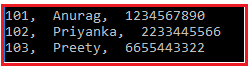 101,  Anurag,  1234567890
102,  Priyanka,  2233445566
103,  Preety,  6655443322